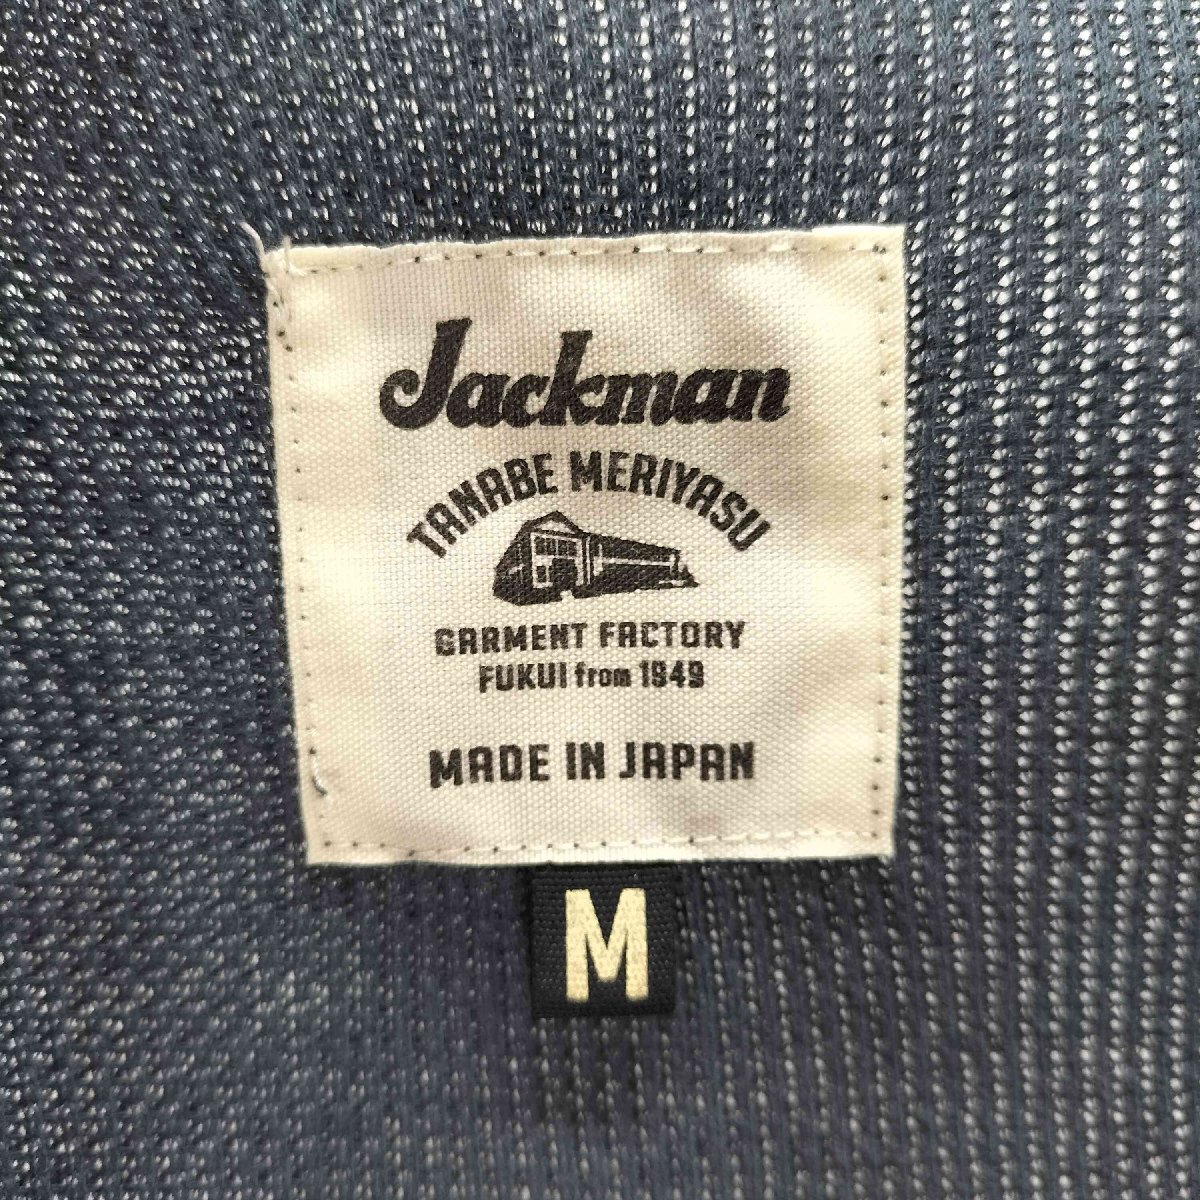 Jackman
TANABE MERIYASU
GARMENT FACTORY
FUKUI from 1949
MADE IN JAPAN
M